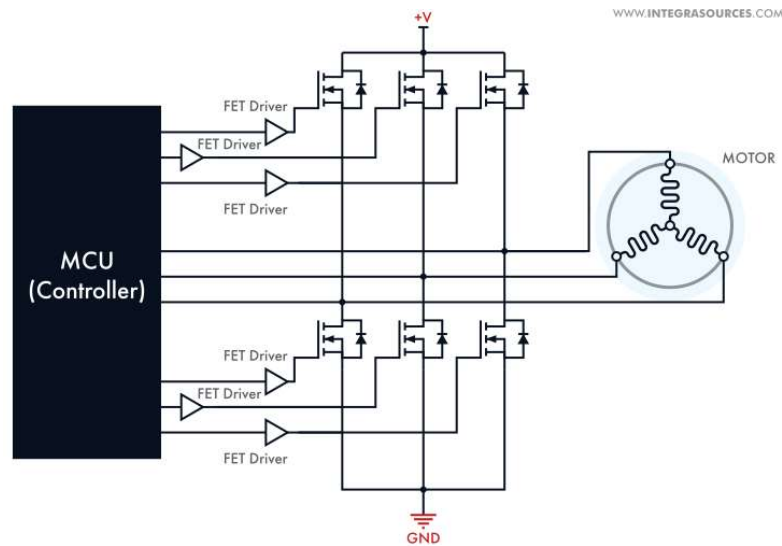 WWW.INTEGRASOURCES.COM
+V
FET Driver
FET Driver
FET Driver
MOTOR
MCU
(Controller)
FET Driver
FET Driver
FET Driver
GND